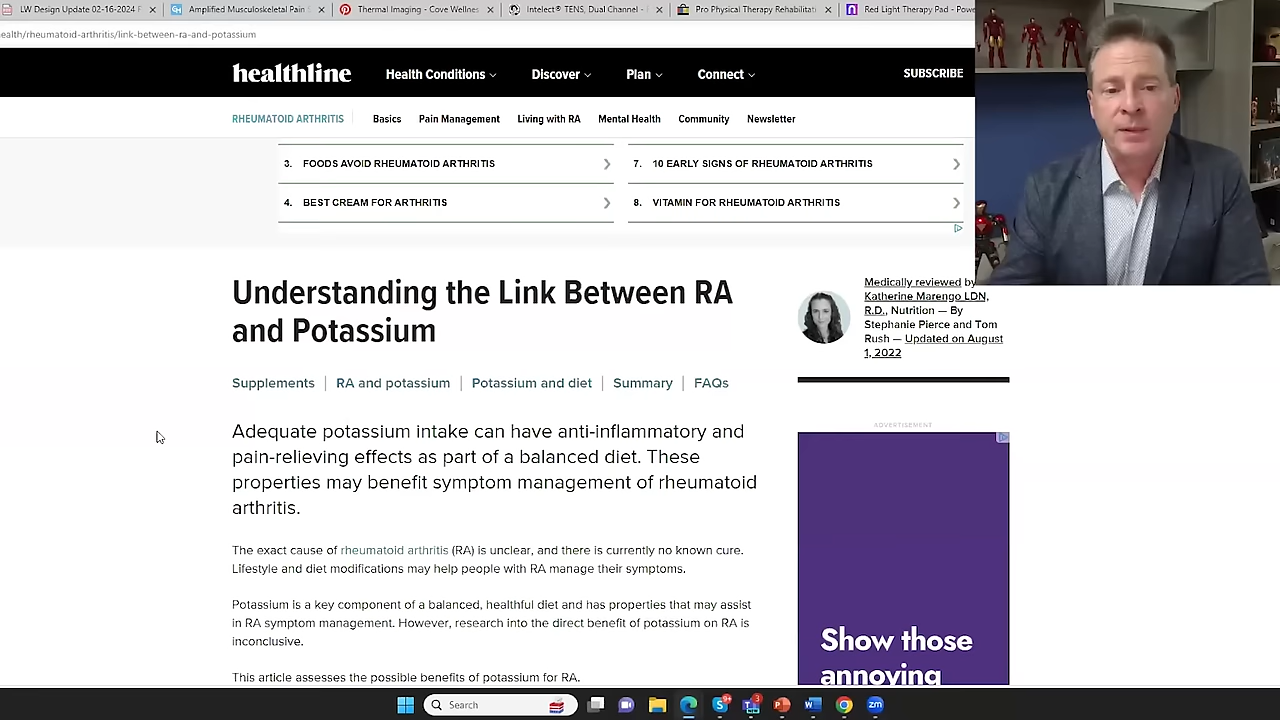 LW Design Update 02-16-2024 F
Amplified Musculoskeletal Pain S
Thermal Imaging - Cove Wellnes
Intelect® TENS, Dual Channel -
Pro Physical Therapy Rehabilitati
Red Light Therapy Pad - Powe
ealth/rheumatoid-arthritis/link-between-ra-and-potassium
healthline
Health Conditions
Discover
Plan
Connect
SUBSCRIBE
RHEUMATOID ARTHRITIS
Basics
Pain Management
Living with RA
Mental Health
Community
Newsletter
3. FOODS AVOID RHEUMATOID ARTHRITIS
7. 10 EARLY SIGNS OF RHEUMATOID ARTHRITIS
4. BEST CREAM FOR ARTHRITIS
8. VITAMIN FOR RHEUMATOID ARTHRITIS
Understanding the Link Between RA
and Potassium
Medically reviewed by
Katherine Marengo LDN,
R.D., Nutrition — By
Stephanie Pierce and Tom
Rush — Updated on August
1, 2022
Supplements | RA and potassium | Potassium and diet | Summary | FAQs
Adequate potassium intake can have anti-inflammatory and
pain-relieving effects as part of a balanced diet. These
properties may benefit symptom management of rheumatoid
arthritis.
The exact cause of rheumatoid arthritis (RA) is unclear, and there is currently no known cure.
Lifestyle and diet modifications may help people with RA manage their symptoms.
Potassium is a key component of a balanced, healthful diet and has properties that may assist
in RA symptom management. However, research into the direct benefit of potassium on RA is
inconclusive.
This article assesses the possible benefits of potassium for RA.
ADVERTISEMENT
Show those
annoying
Search